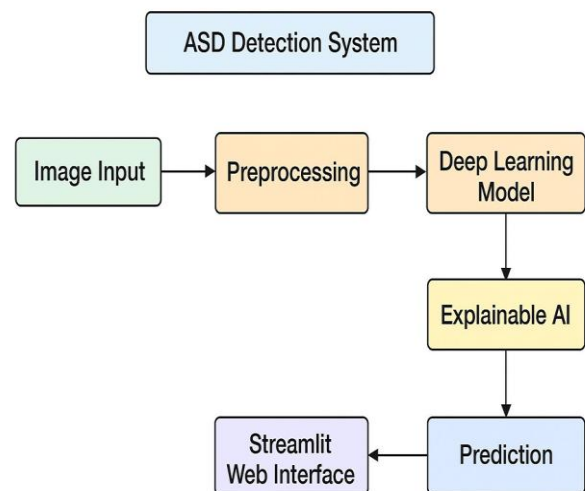 ASD Detection System
Image Input
Preprocessing
Deep Learning
Model
Explainable AI
Prediction
Streamlit
Web Interface